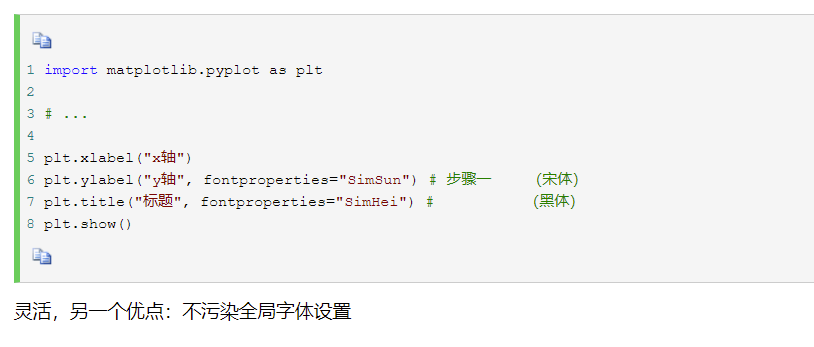 1 import matplotlib.pyplot as plt
2
3 # ...
4
5 plt.xlabel("x轴")
6 plt.ylabel("y轴", fontproperties="SimSun") # 步骤一 (宋体)
7 plt.title("标题", fontproperties="SimHei") # (黑体)
8 plt.show()
灵活，另一个优点：不污染全局字体设置